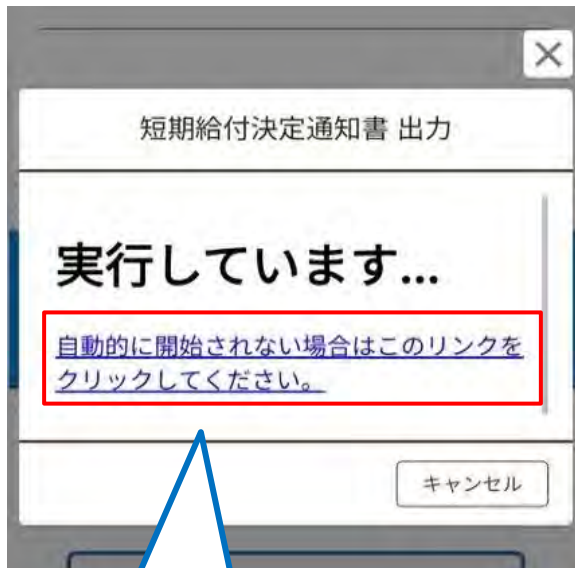 短期給付決定通知書 出力
実行しています...
自動的に開始されない場合はこのリンクを
クリックしてください。
キャンセル